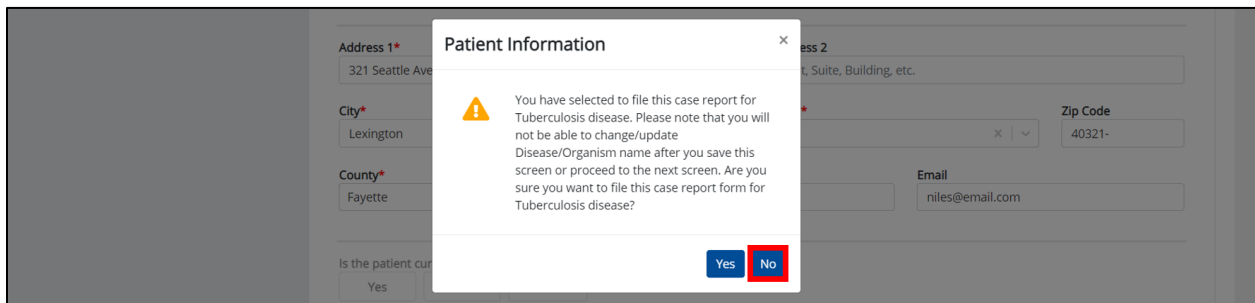 Patient Information ×
Address 1* ess 2
321 Seattle Ave t, Suite, Building, etc.
You have selected to file this case report for
Tuberculosis disease. Please note that you will
not be able to change/update
Disease/Organism name after you save this
screen or proceed to the next screen. Are you
sure you want to file this case report form for
Tuberculosis disease?
City* * Zip Code
Lexington 40321-
County* Email
Fayette niles@email.com
Yes No
Is the patient cur
Yes